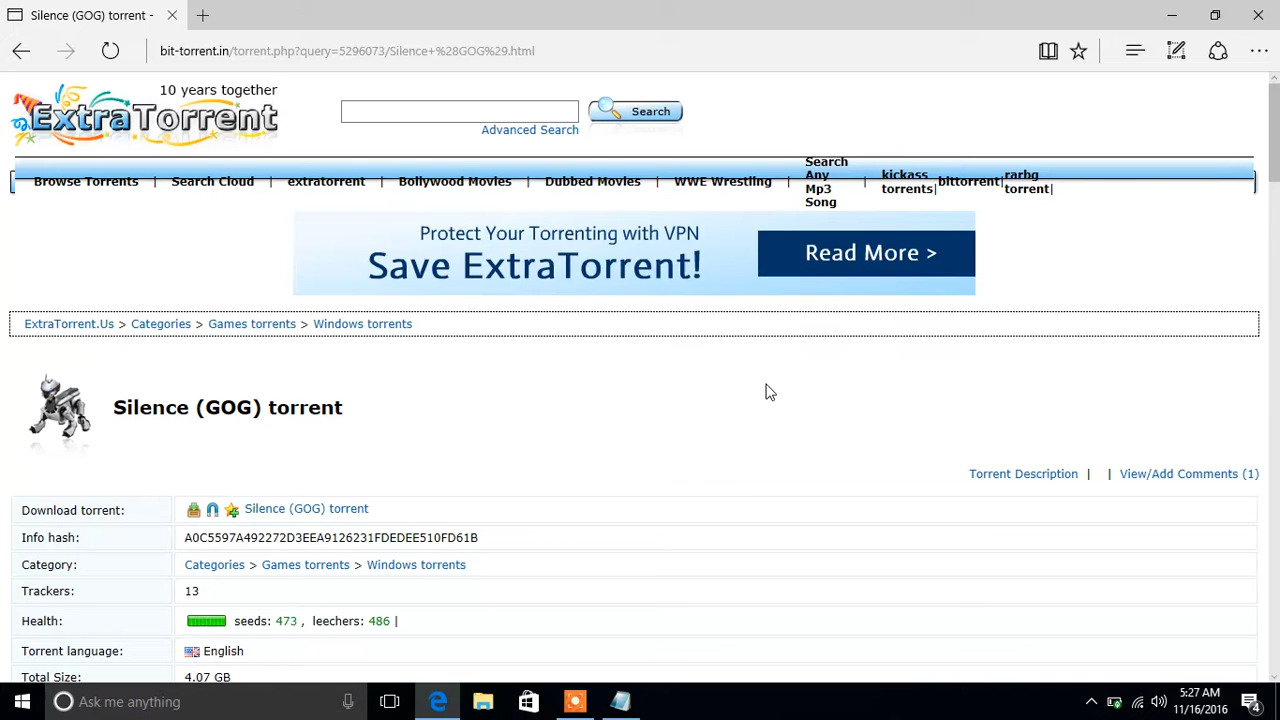 Silence (GOG) torrent -
bit-torrent.in/torrent.php?query=5296073/Silence+%28GOG%29.html
10 years together
ExtraTorrent
Search
Advanced Search
Browse Torrents | Search Cloud | extratorrent | Bollywood Movies | Dubbed Movies | WWE Wrestling | Search Any Mp3 Song | kickass torrents| bittorrent| rarbg torrent|
Protect Your Torrenting with VPN
Save ExtraTorrent!
Read More >
ExtraTorrent.Us > Categories > Games torrents > Windows torrents
Silence (GOG) torrent
Torrent Description | | View/Add Comments (1)
Download torrent: Silence (GOG) torrent
Info hash: A0C5597A492272D3EEA9126231FDEDEE510FD61B
Category: Categories > Games torrents > Windows torrents
Trackers: 13
Health: seeds: 473 , leechers: 486 |
Torrent language: English
Total Size: 4.07 GB
Ask me anything
5:27 AM
11/16/2016
4